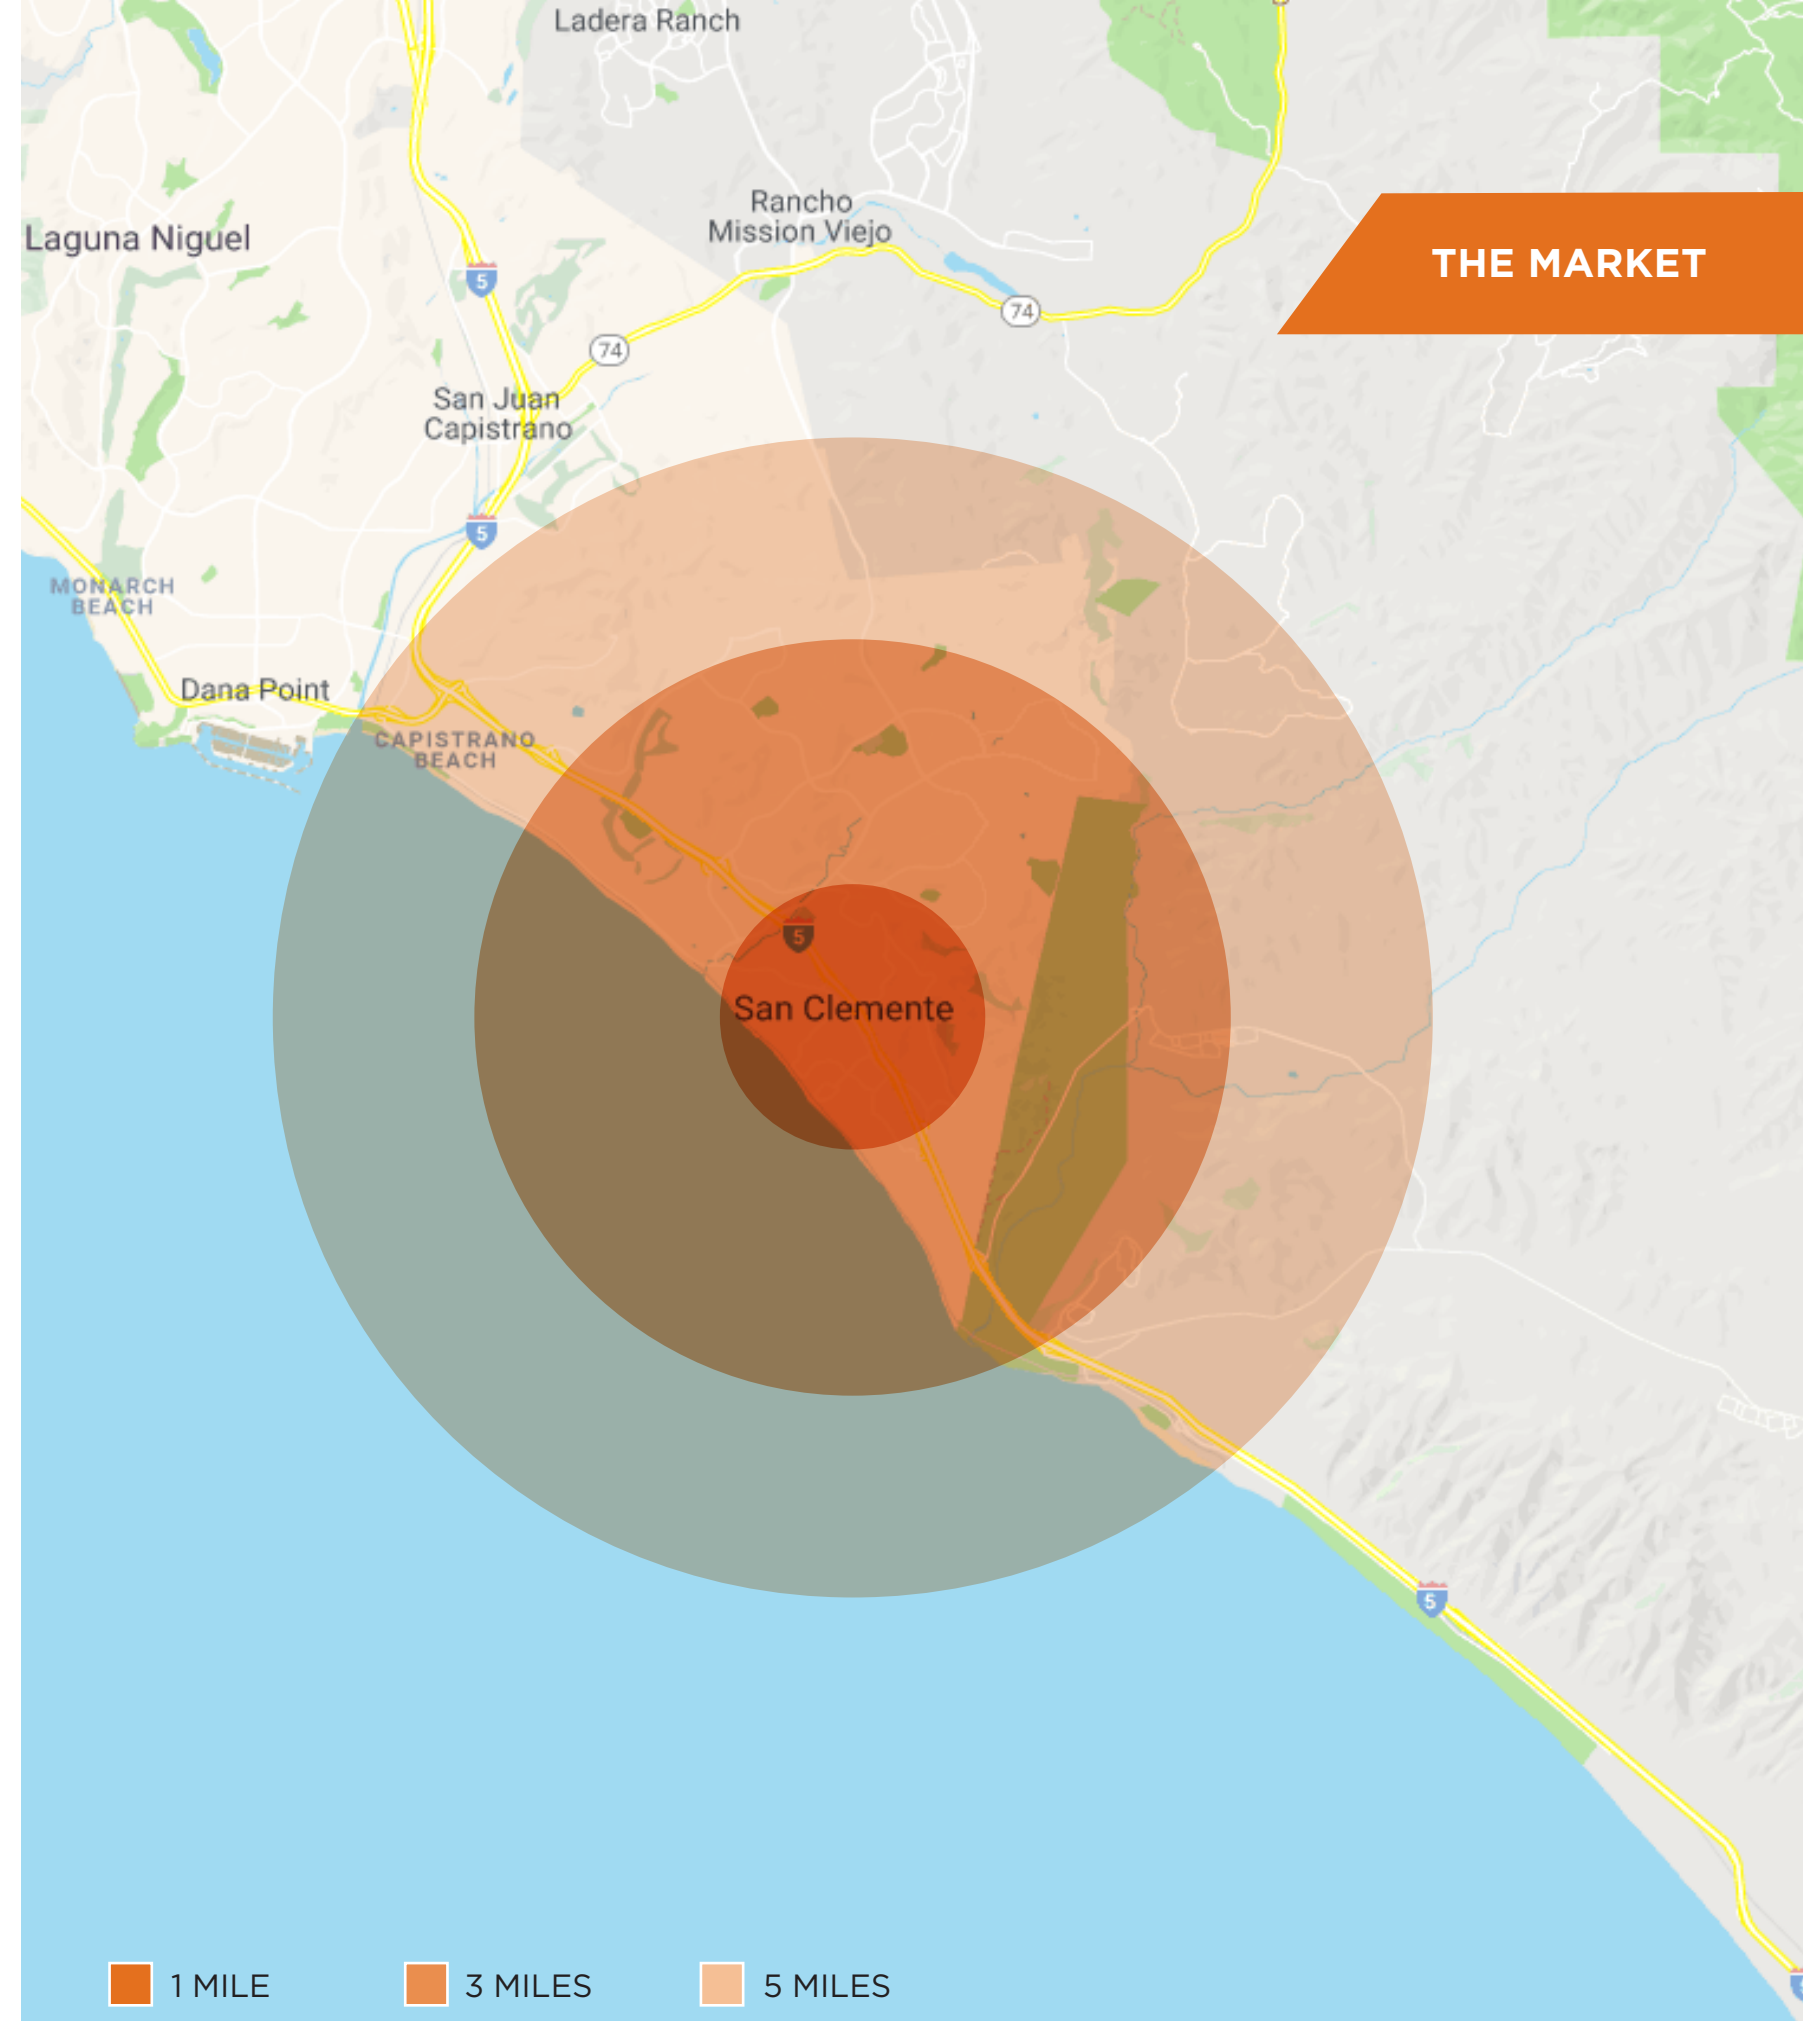 Ladera Ranch
Rancho
Mission Viejo
Laguna Niguel
THE MARKET
5
74
74
San Juan
Capistrano
5
MONARCH
BEACH
Dana Point
CAPISTRANO
BEACH
5
San Clemente
5
1 MILE
3 MILES
5 MILES